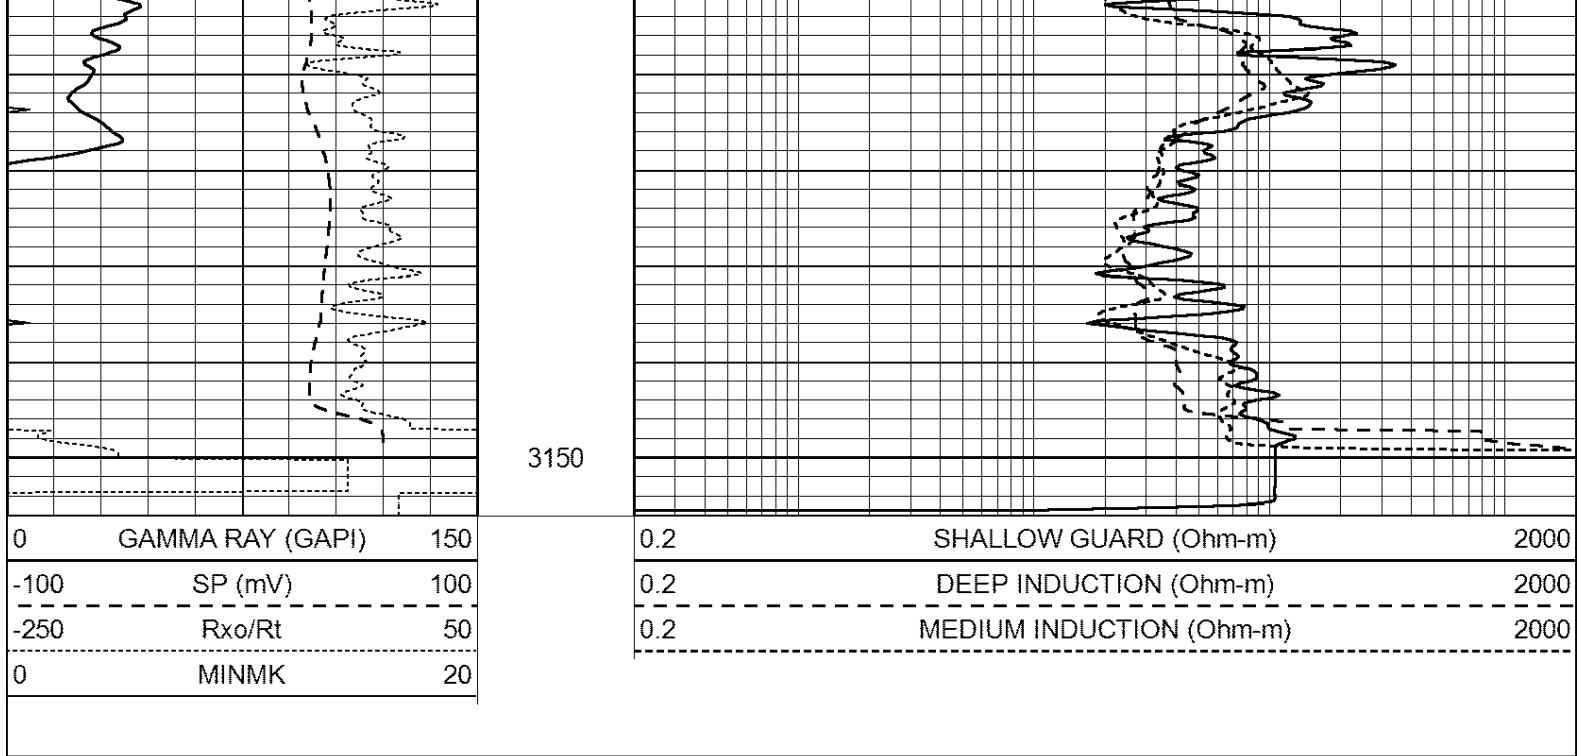 3150
0 GAMMA RAY (GAPI) 150
0.2 SHALLOW GUARD (Ohm-m) 2000
-100 SP (mV) 100
0.2 DEEP INDUCTION (Ohm-m) 2000
-250 Rxo/Rt 50
0.2 MEDIUM INDUCTION (Ohm-m) 2000
0 MINMK 20